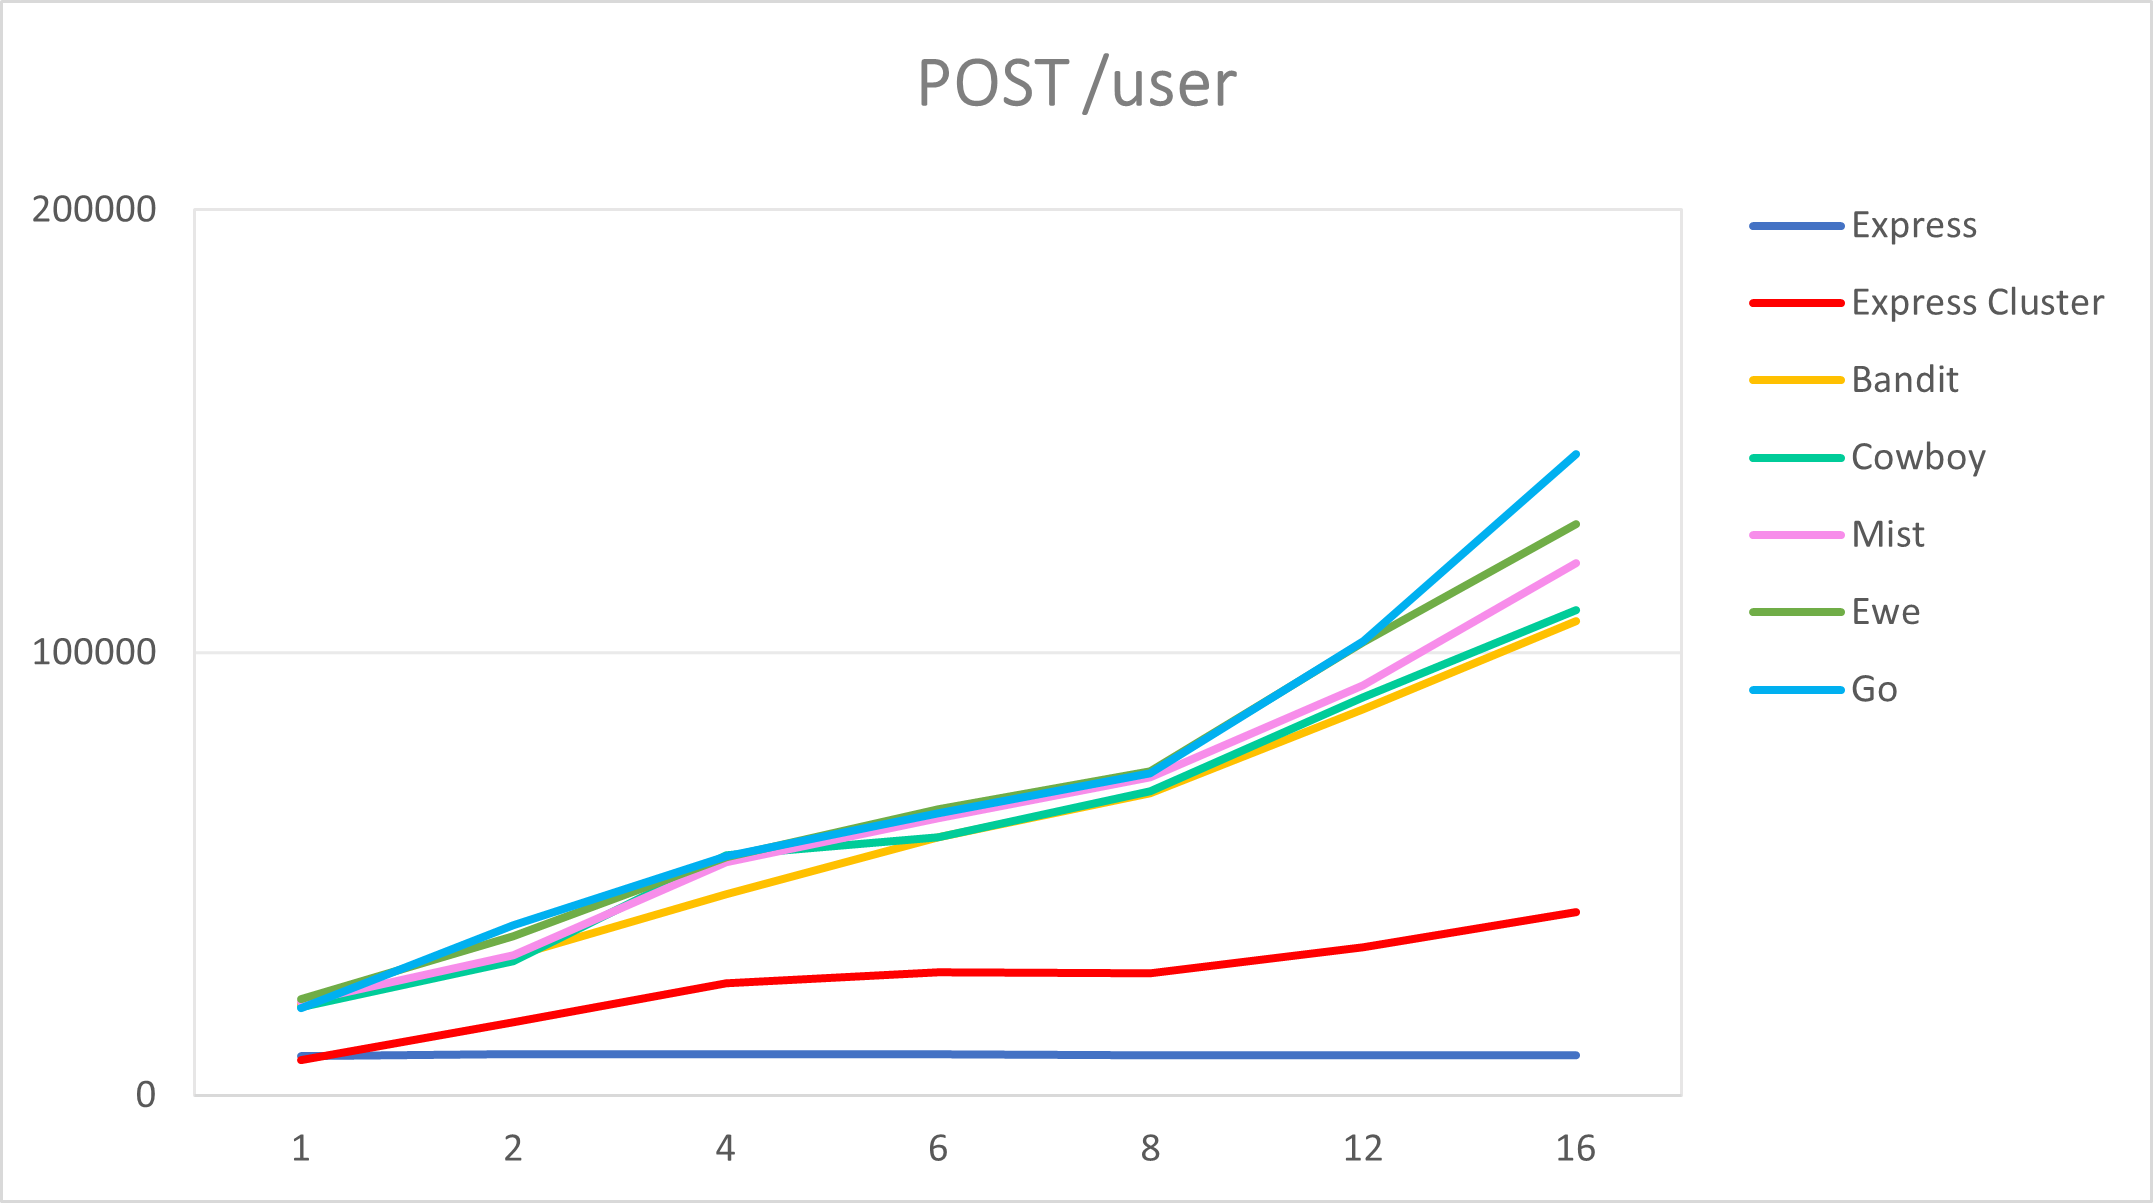 POST /user
200000
100000
0
1 2 4 6 8 12 16
Express
Express Cluster
Bandit
Cowboy
Mist
Ewe
Go